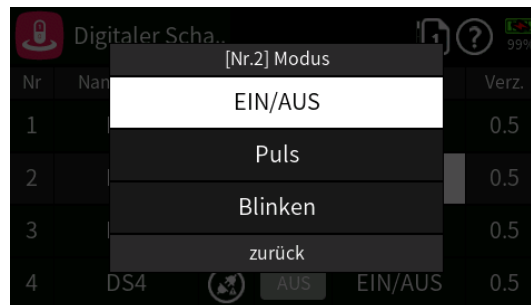 Digitaler Scha..
1
?
99%
[Nr.2] Modus
Nr Nan Verz.
EIN/AUS
1 0.5
Puls
2 0.5
Blinken
3 0.5
zurück
4 DS4 AUS EIN/AUS 0.5